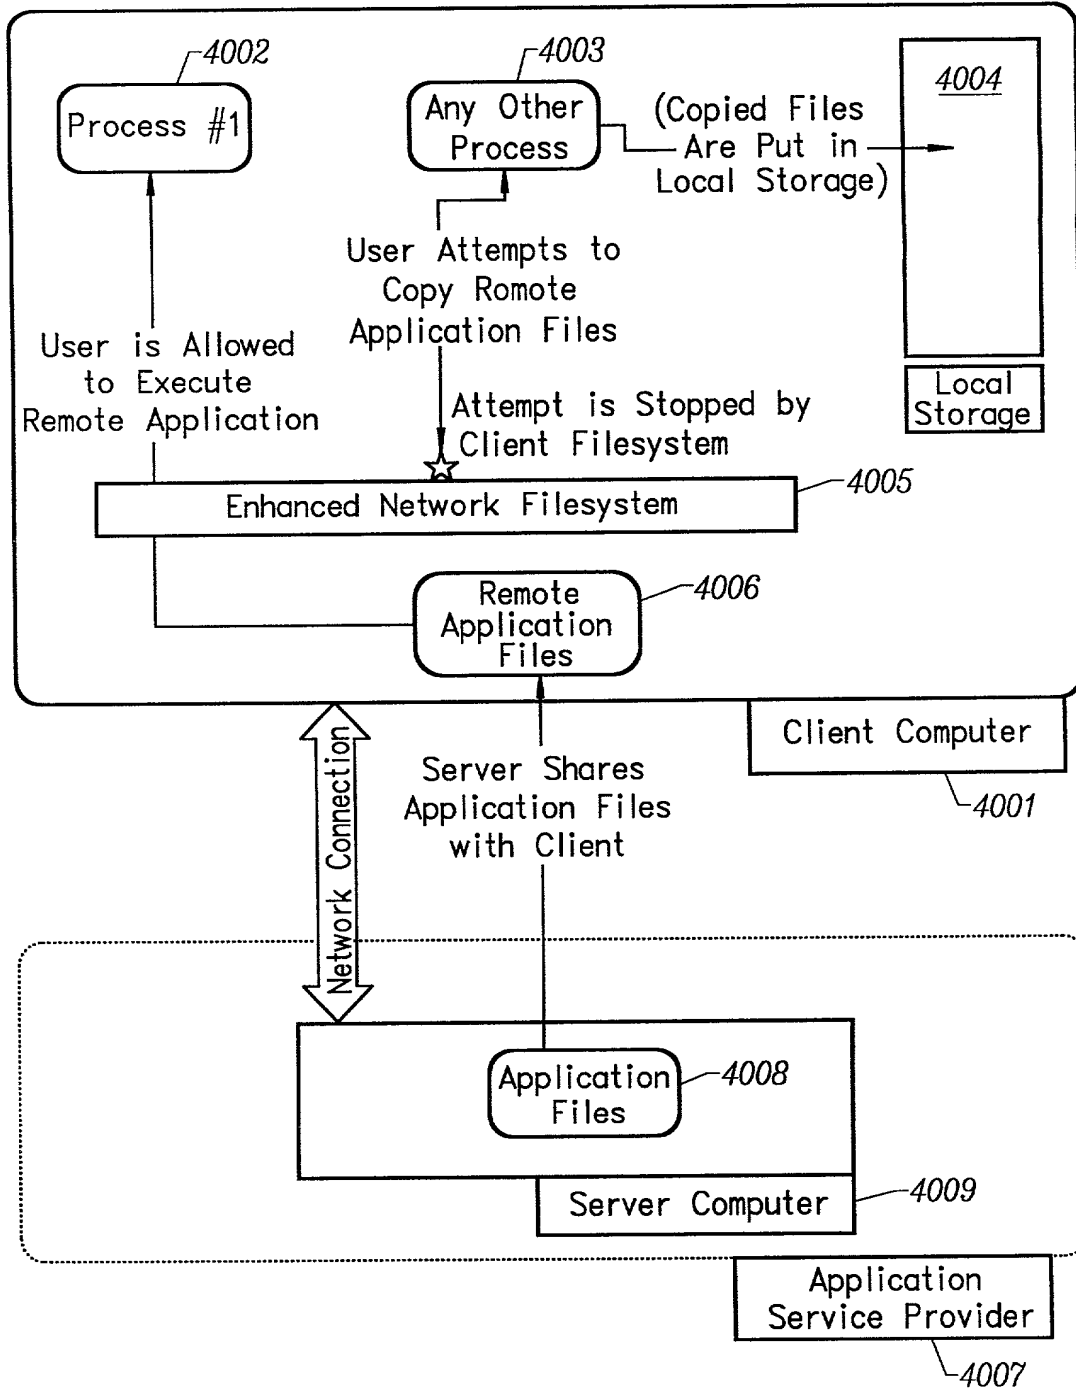 4002
Process #1
4003
Any Other
Process
(Copied Files
Are Put in
Local Storage)
4004
Local
Storage
User Attempts to
Copy Romote
Application Files
User is Allowed
to Execute
Remote Application
Attempt is Stopped by
Client Filesystem
Enhanced Network Filesystem
4005
Remote
Application
Files
4006
Client Computer
4001
Network Connection
Server Shares
Application Files
with Client
Application
Files
4008
Server Computer
4009
Application
Service Provider
4007